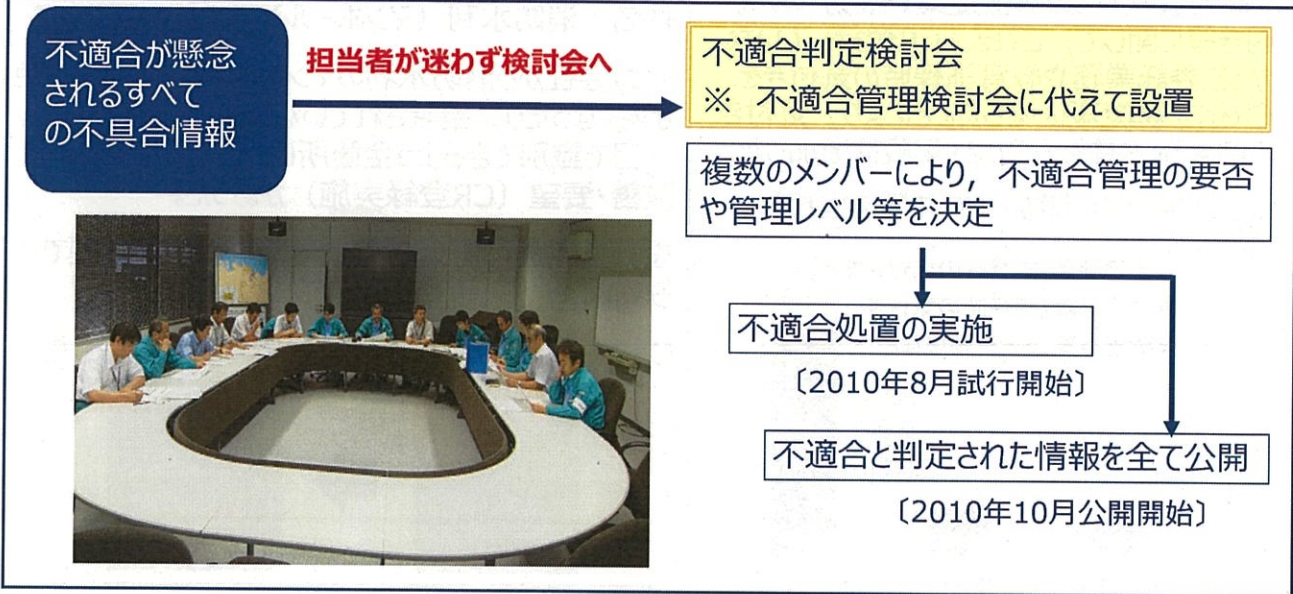 不適合が懸念
されるすべて
の不具合情報
担当者が迷わず検討会へ
不適合判定検討会
※ 不適合管理検討会に代えて設置
複数のメンバーにより，不適合管理の要否
や管理レベル等を決定
不適合処置の実施
〔2010年8月試行開始〕
不適合と判定された情報を全て公開
〔2010年10月公開開始〕